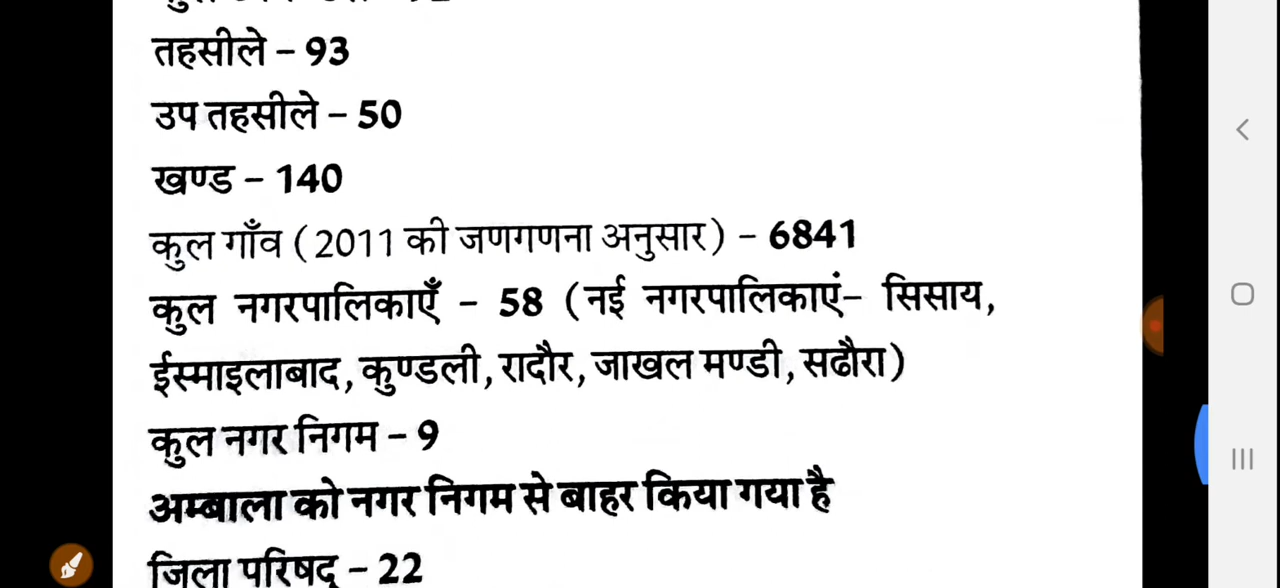 तहसीले – 93
उप तहसीले – 50
खण्ड – 140
कुल गाँव (2011 की जणगणना अनुसार) – 6841
कुल नगरपालिकाएँ – 58 (नई नगरपालिकाएं– सिसाय,
ईस्माइलाबाद, कुण्डली, रादौर, जाखल मण्डी, सढौरा)
कुल नगर निगम – 9
अम्बाला को नगर निगम से बाहर किया गया है
जिला परिषद् – 22